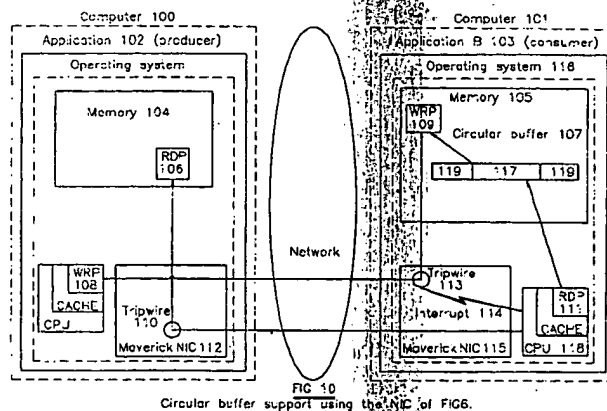 Computer 100
Application 102 (producer)
Operating system
Memory 104
RDP
106
WRP
108
CACHE
CPU
Tripwire
110
Maverick NIC 112
Network
Computer 101
Application B 103 (consumer)
Operating system 116
Memory 105
WRP
109
Circular buffer 107
119
117
119
Tripwire
113
Interrupt 114
Maverick NIC 115
RDP
111
CACHE
CPU 118
FIG 10
Circular buffer support using the NIC of FIG6.